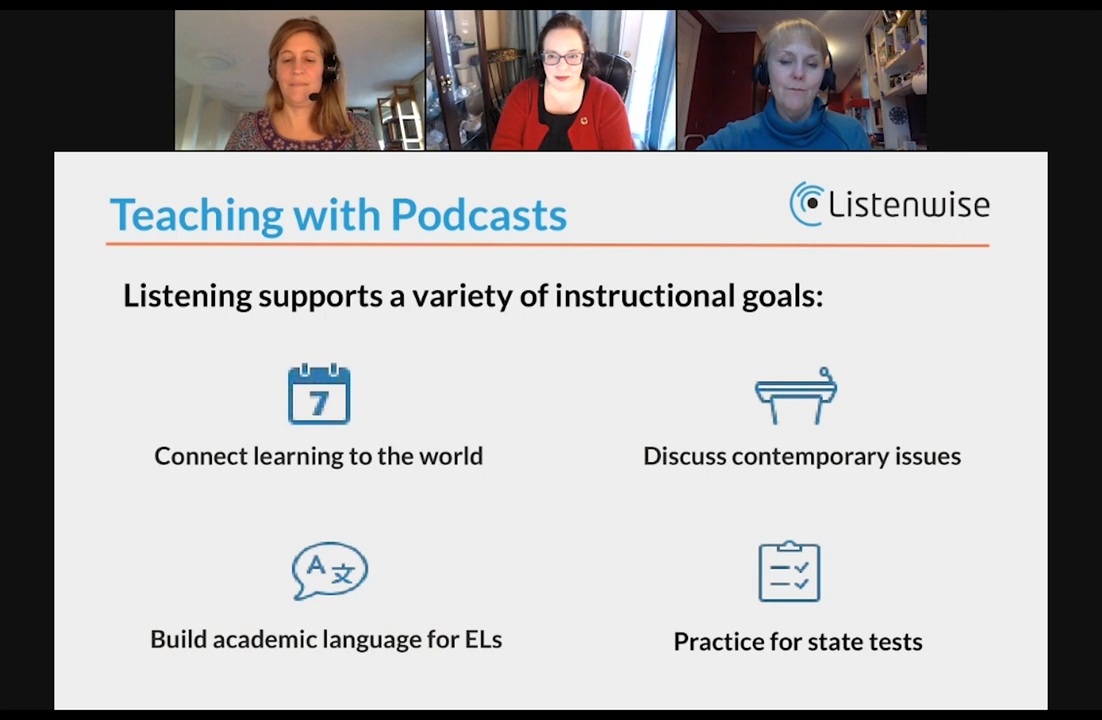 Teaching with Podcasts
Listenwise
Listening supports a variety of instructional goals:
7
Connect learning to the world
Discuss contemporary issues
A 文
Build academic language for ELs
Practice for state tests